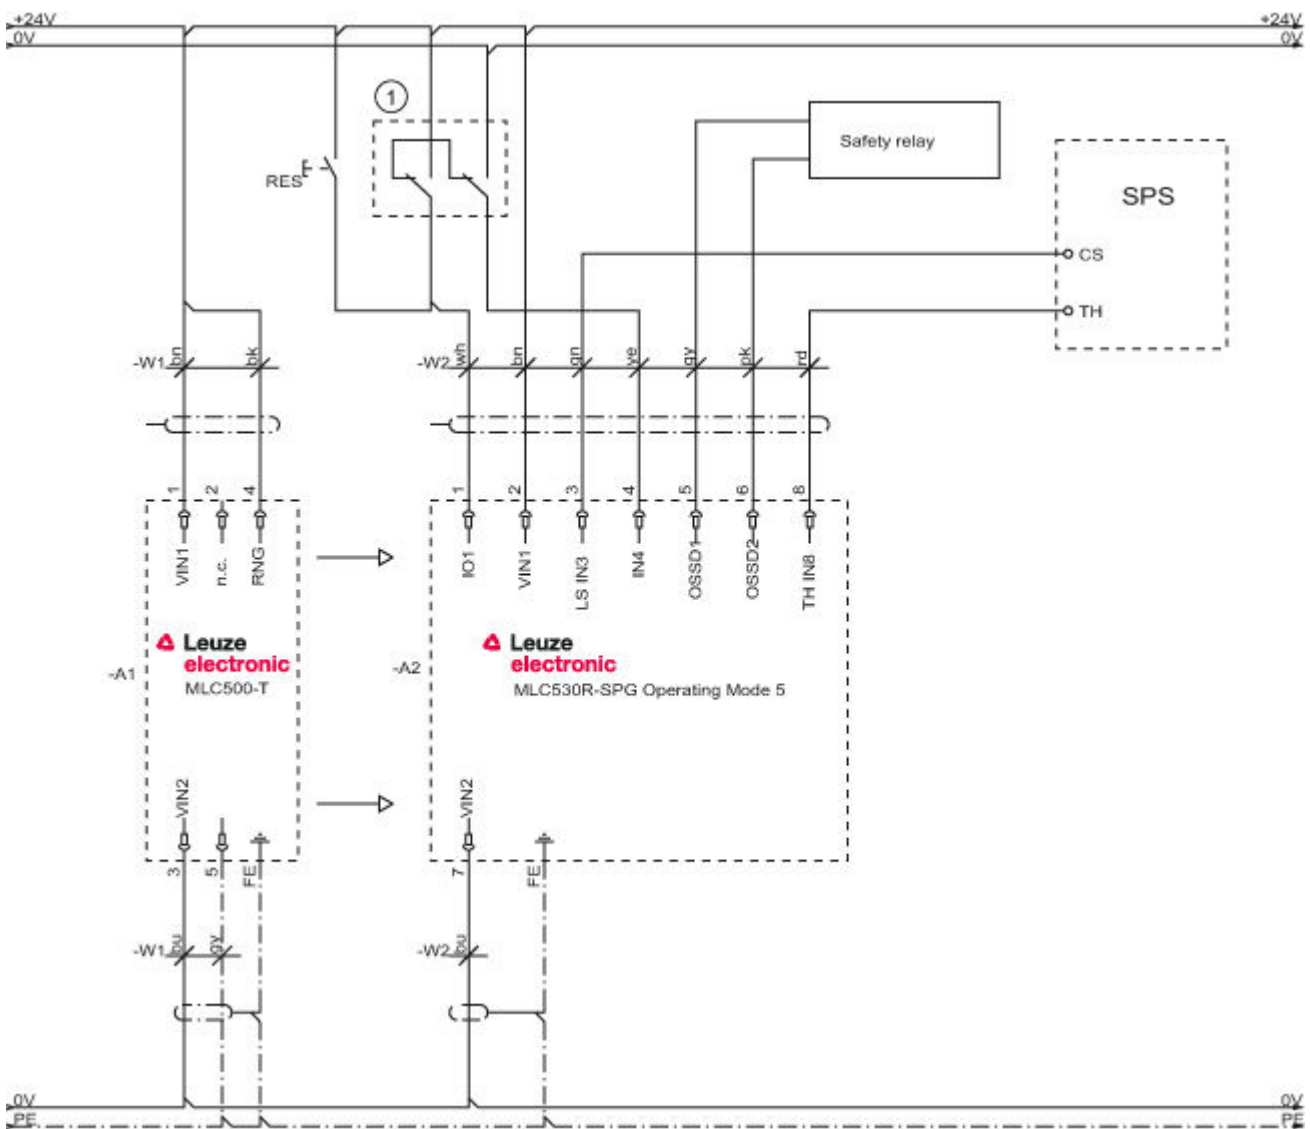 +24V +24V
0V 0V
1
Safety relay
RES
SPS
CS
TH
-W1 bn bk -W2 wh bn gn ye gy pk rd
1 2 4 1 2 3 4 5 6 8
VIN1 n.c. RNG IO1 VIN1 LS IN3 IN4 OSSD1 OSSD2 TH IN8
Leuze Leuze
electronic electronic
-A1 MLC500-T -A2 MLC530R-SPG Operating Mode 5
VIN2 VIN2
3 5 FE 7 FE
-W1 bu gy -W2 bu
0V 0V
PE PE